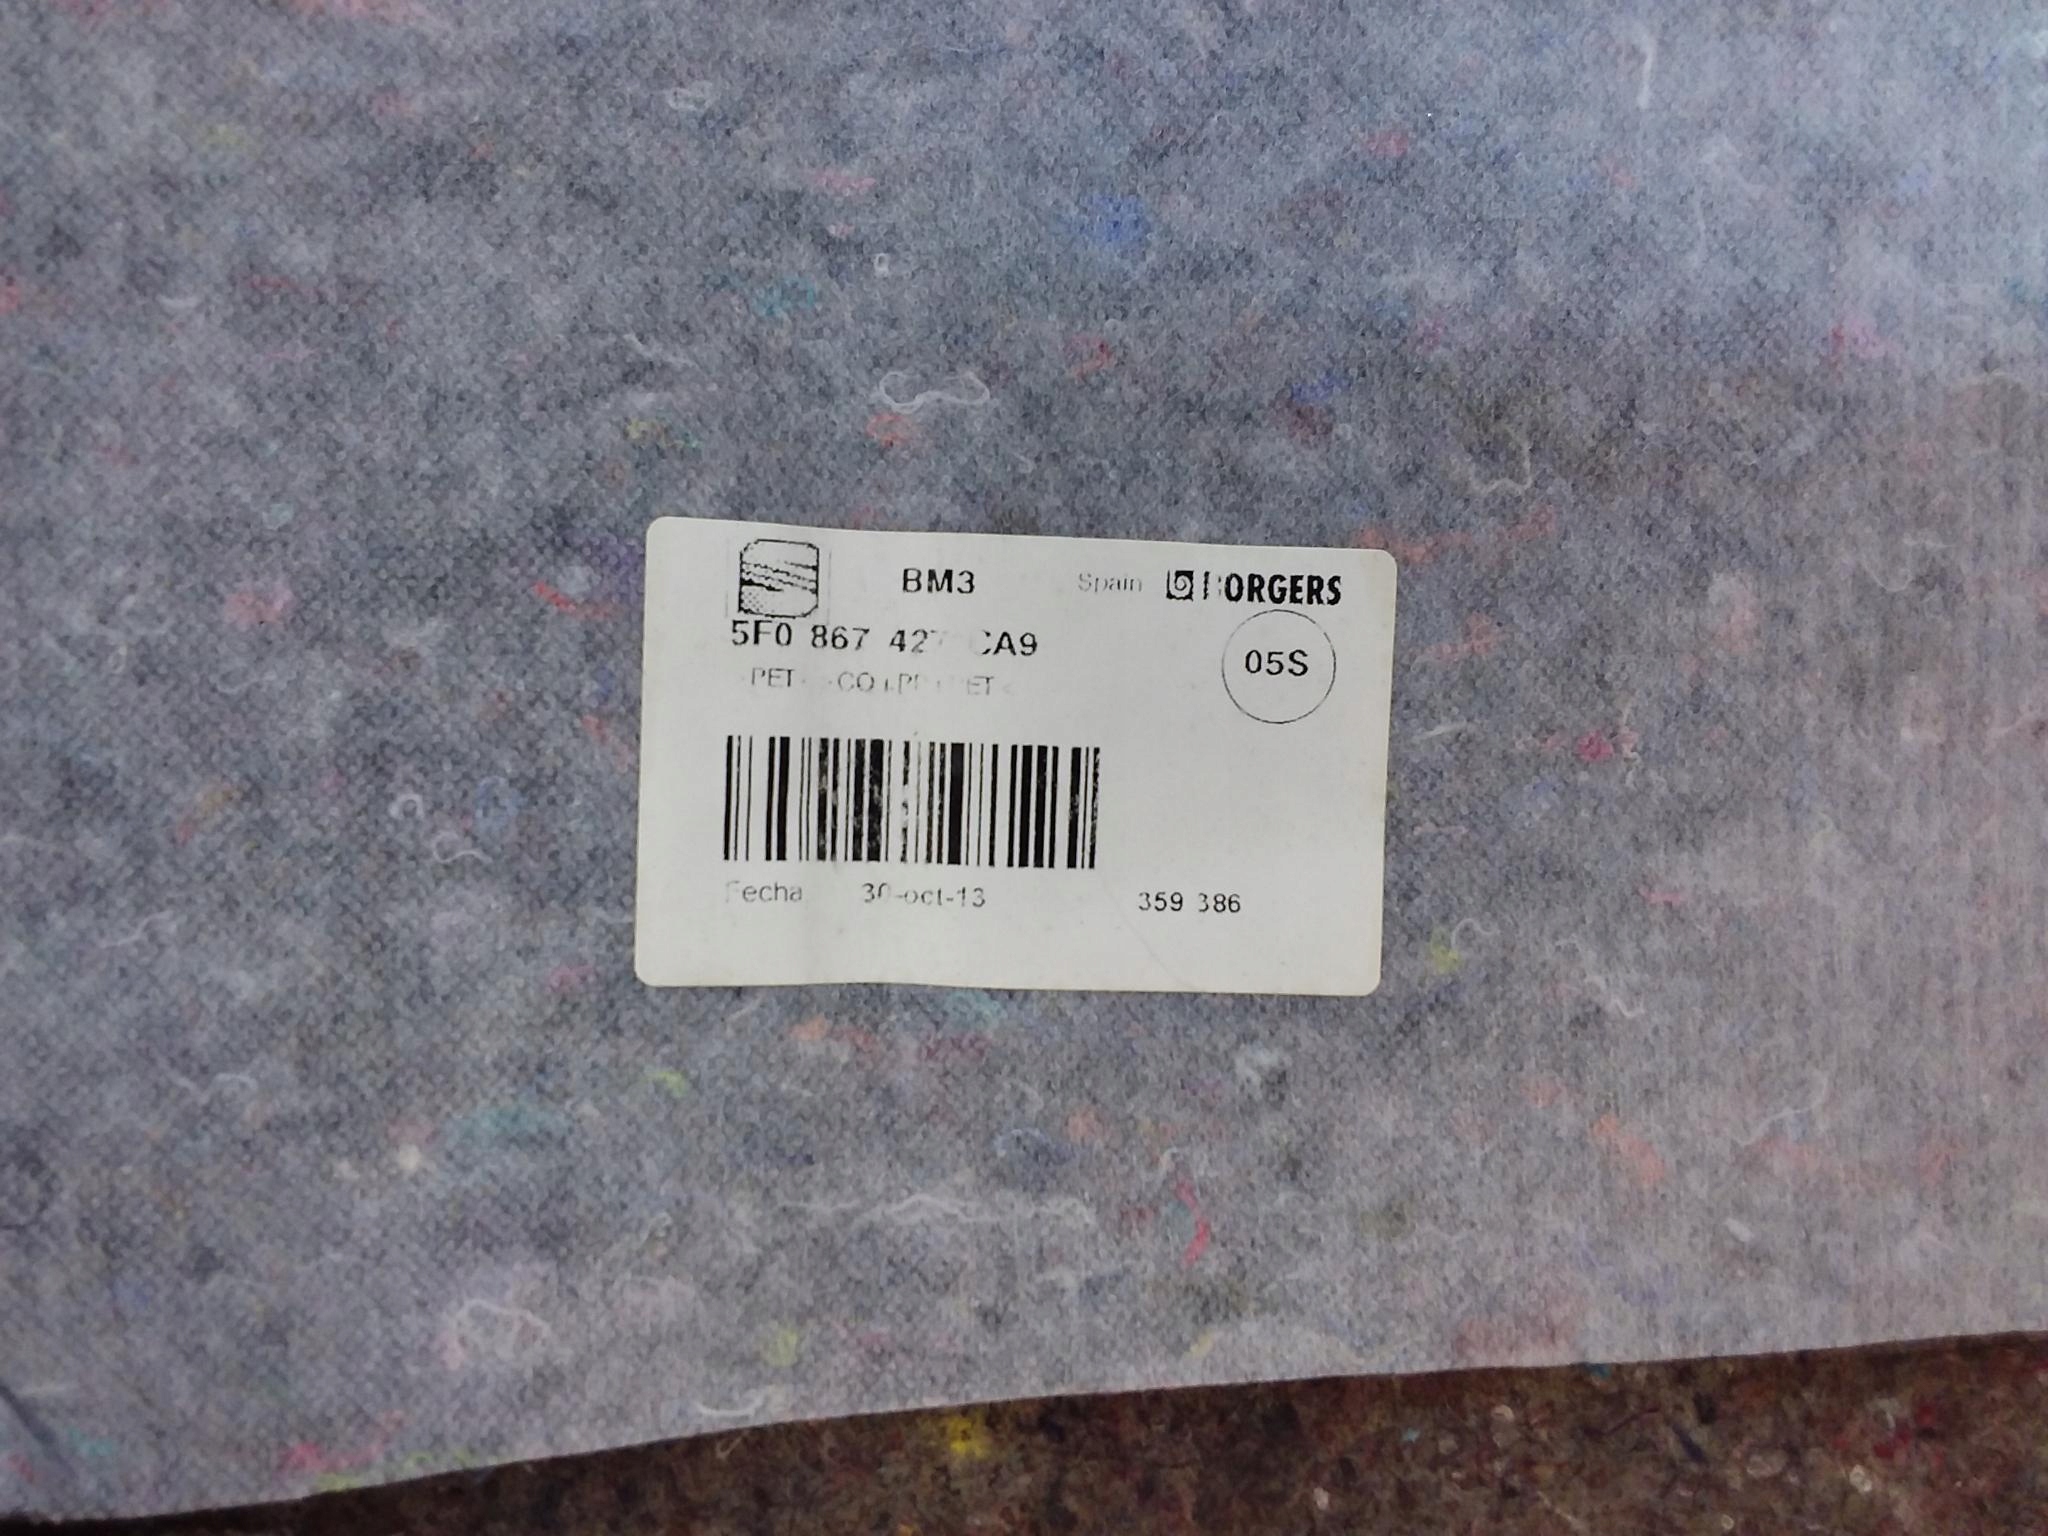 BM3 Spain BORGERS
5F0 867 427 CA9
05S
Fecha 30-oct-13 359 386